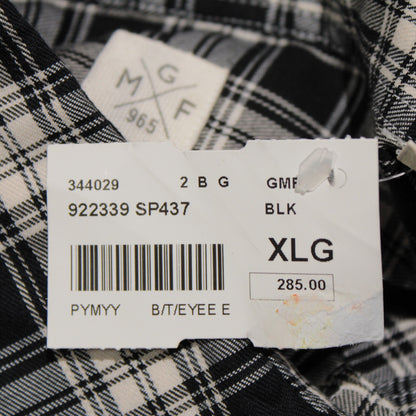 M G F
965
344029 2 B G GMF
922339 SP437 BLK
XLG
285.00
PYMYY B/T/EYEE E